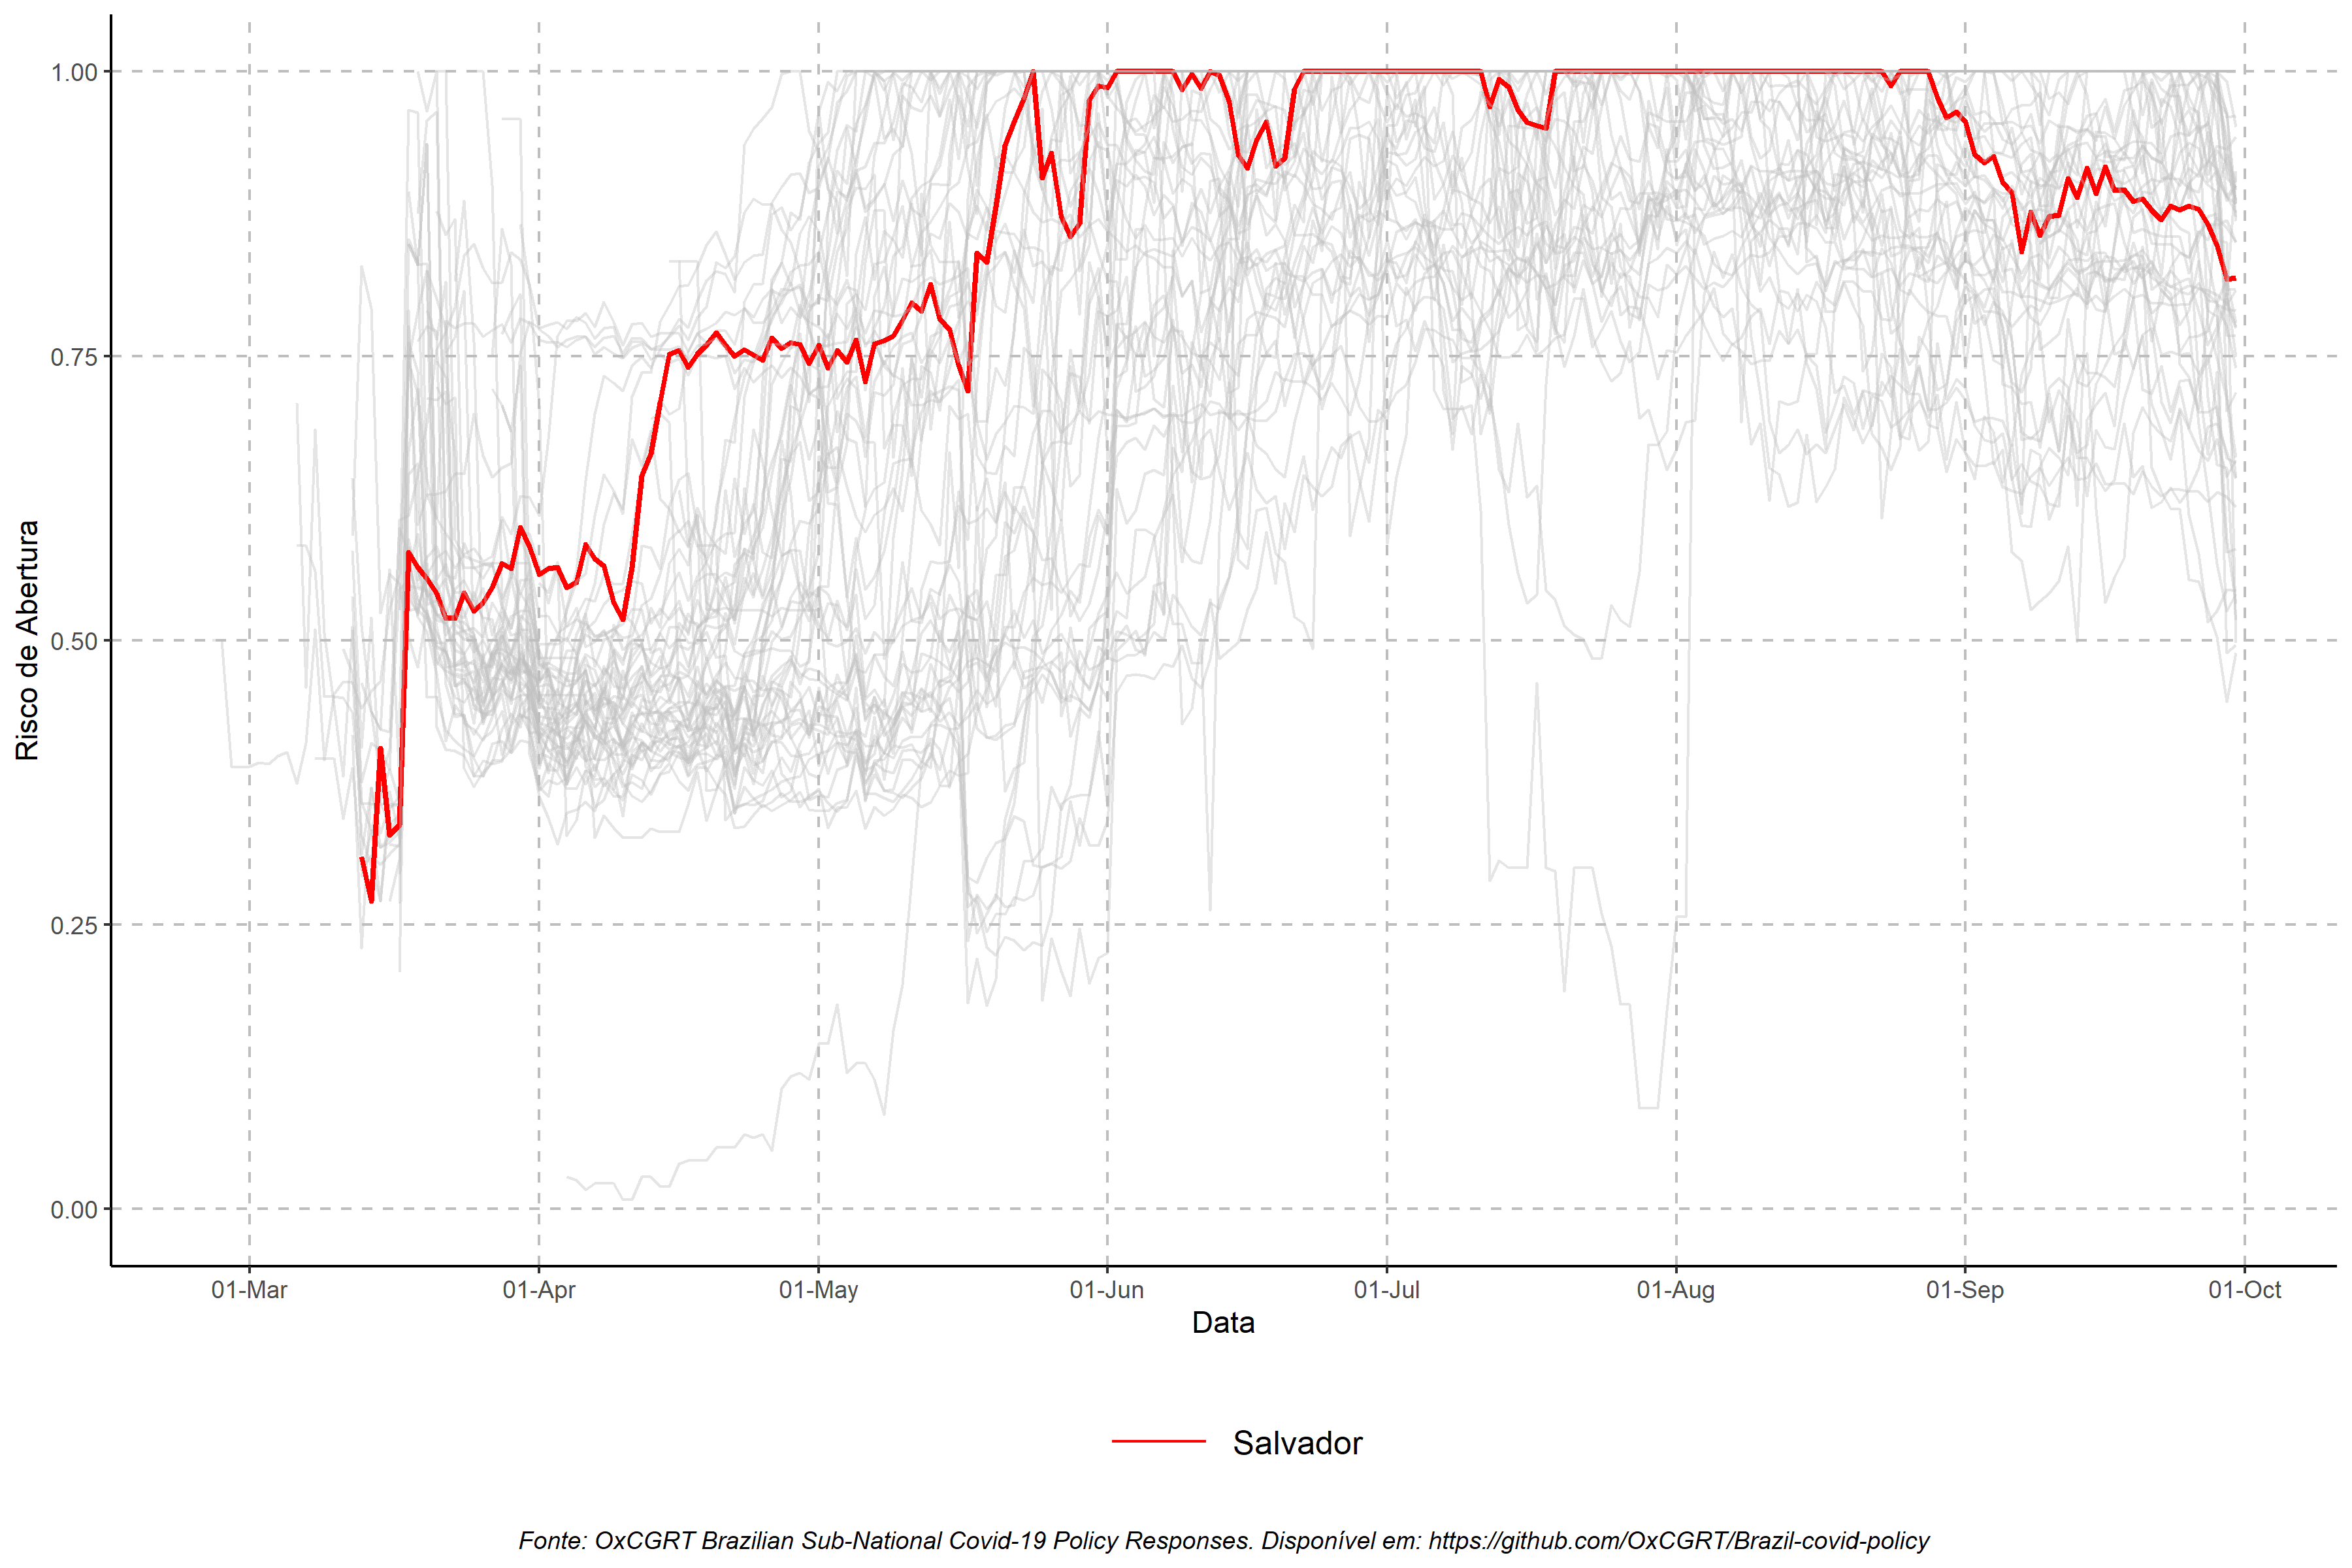 1.00
0.75
0.50
0.25
0.00
Risco de Abertura
01-Mar 01-Apr 01-May 01-Jun 01-Jul 01-Aug 01-Sep 01-Oct
Data
Salvador
Fonte: OxCGRT Brazilian Sub-National Covid-19 Policy Responses. Disponível em: https://github.com/OxCGRT/Brazil-covid-policy